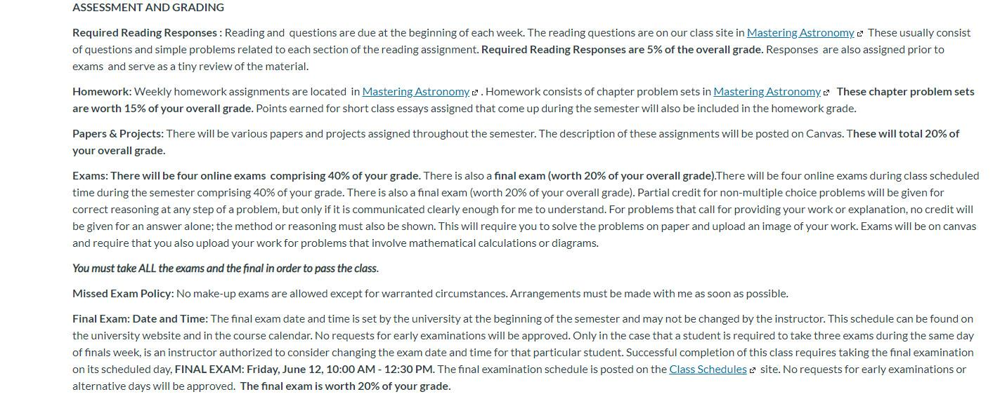 ASSESSMENT AND GRADING
Required Reading Responses : Reading and questions are due at the beginning of each week. The reading questions are on our class site in Mastering Astronomy These usually consist
of questions and simple problems related to each section of the reading assignment. Required Reading Responses are 5% of the overall grade. Responses are also assigned prior to
exams and serve as a tiny review of the material.
Homework: Weekly homework assignments are located in Mastering Astronomy . Homework consists of chapter problem sets in Mastering Astronomy These chapter problem sets
are worth 15% of your overall grade. Points earned for short class essays assigned that come up during the semester will also be included in the homework grade.
Papers & Projects: There will be various papers and projects assigned throughout the semester. The description of these assignments will be posted on Canvas. These will total 20% of
your overall grade.
Exams: There will be four online exams comprising 40% of your grade. There is also a final exam (worth 20% of your overall grade).There will be four online exams during class scheduled
time during the semester comprising 40% of your grade. There is also a final exam (worth 20% of your overall grade). Partial credit for non-multiple choice problems will be given for
correct reasoning at any step of a problem, but only if it is communicated clearly enough for me to understand. For problems that call for providing your work or explanation, no credit will
be given for an answer alone; the method or reasoning must also be shown. This will require you to solve the problems on paper and upload an image of your work. Exams will be on canvas
and require that you also upload your work for problems that involve mathematical calculations or diagrams.
You must take ALL the exams and the final in order to pass the class.
Missed Exam Policy: No make-up exams are allowed except for warranted circumstances. Arrangements must be made with me as soon as possible.
Final Exam: Date and Time: The final exam date and time is set by the university at the beginning of the semester and may not be changed by the instructor. This schedule can be found on
the university website and in the course calendar. No requests for early examinations will be approved. Only in the case that a student is required to take three exams during the same day
of finals week, is an instructor authorized to consider changing the exam date and time for that particular student. Successful completion of this class requires taking the final examination
on its scheduled day, FINAL EXAM: Friday, June 12, 10:00 AM - 12:30 PM. The final examination schedule is posted on the Class Schedules site. No requests for early examinations or
alternative days will be approved. The final exam is worth 20% of your grade.